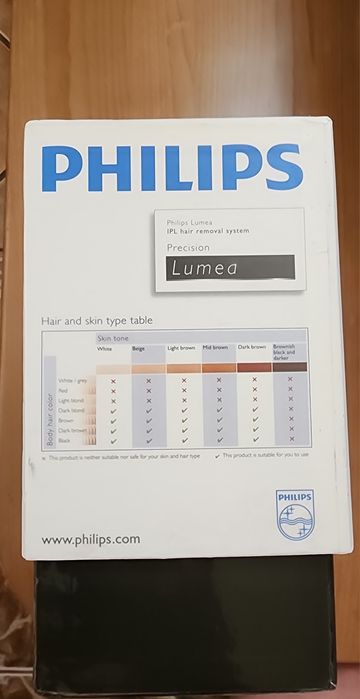 PHILIPS
Philips Lumea
IPL hair removal system
Precision
Lumea
Hair and skin type table
Skin tone
White Beige Light brown Mid brown Dark brown Brownish black and darker
Body hair color
White / grey x x x x x x
Red x x x x x x
Light blond x x x x x x
Dark blond ✓ ✓ ✓ ✓ ✓ x
Brown ✓ ✓ ✓ ✓ ✓ x
Dark brown ✓ ✓ ✓ ✓ ✓ x
Black ✓ ✓ ✓ ✓ ✓ x
x This product is neither suitable nor safe for your skin and hair type ✓ This product is suitable for you to use
PHILIPS
www.philips.com